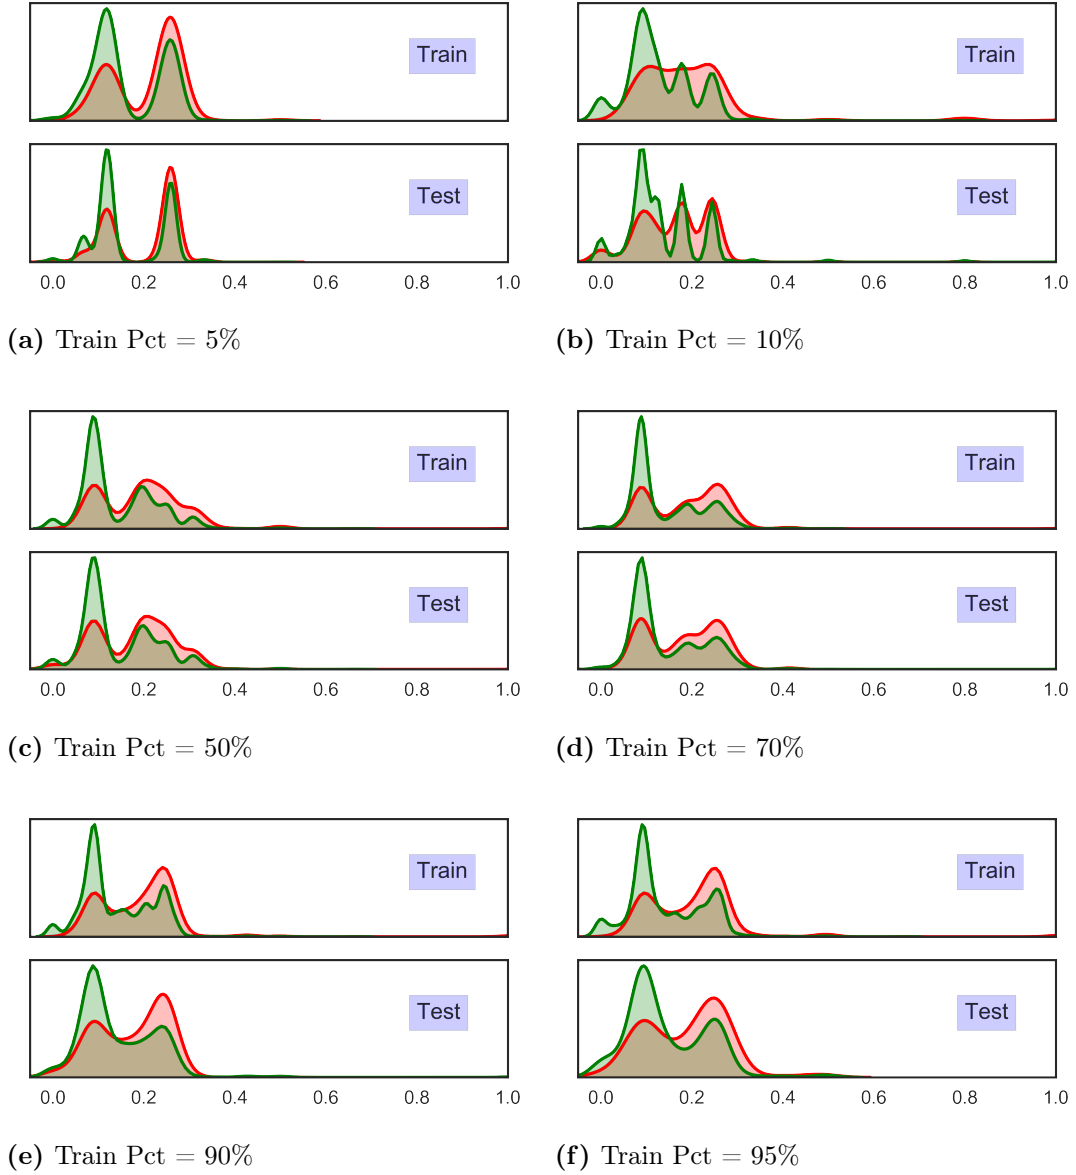 Train Train
Test Test
0.0 0.2 0.4 0.6 0.8 1.0 0.0 0.2 0.4 0.6 0.8 1.0
(a) Train Pct = 5% (b) Train Pct = 10%
Train Train
Test Test
0.0 0.2 0.4 0.6 0.8 1.0 0.0 0.2 0.4 0.6 0.8 1.0
(c) Train Pct = 50% (d) Train Pct = 70%
Train Train
Test Test
0.0 0.2 0.4 0.6 0.8 1.0 0.0 0.2 0.4 0.6 0.8 1.0
(e) Train Pct = 90% (f) Train Pct = 95%